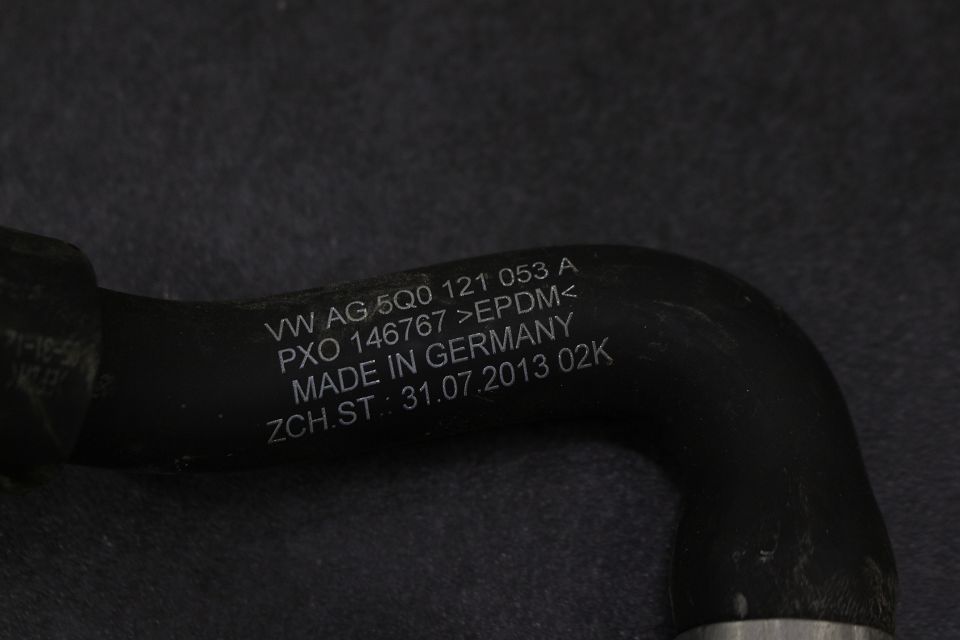 VW AG 5Q0 121 053 A
PXO 146767 >EPDM<
MADE IN GERMANY
ZCH.ST.: 31.07.2013 02K